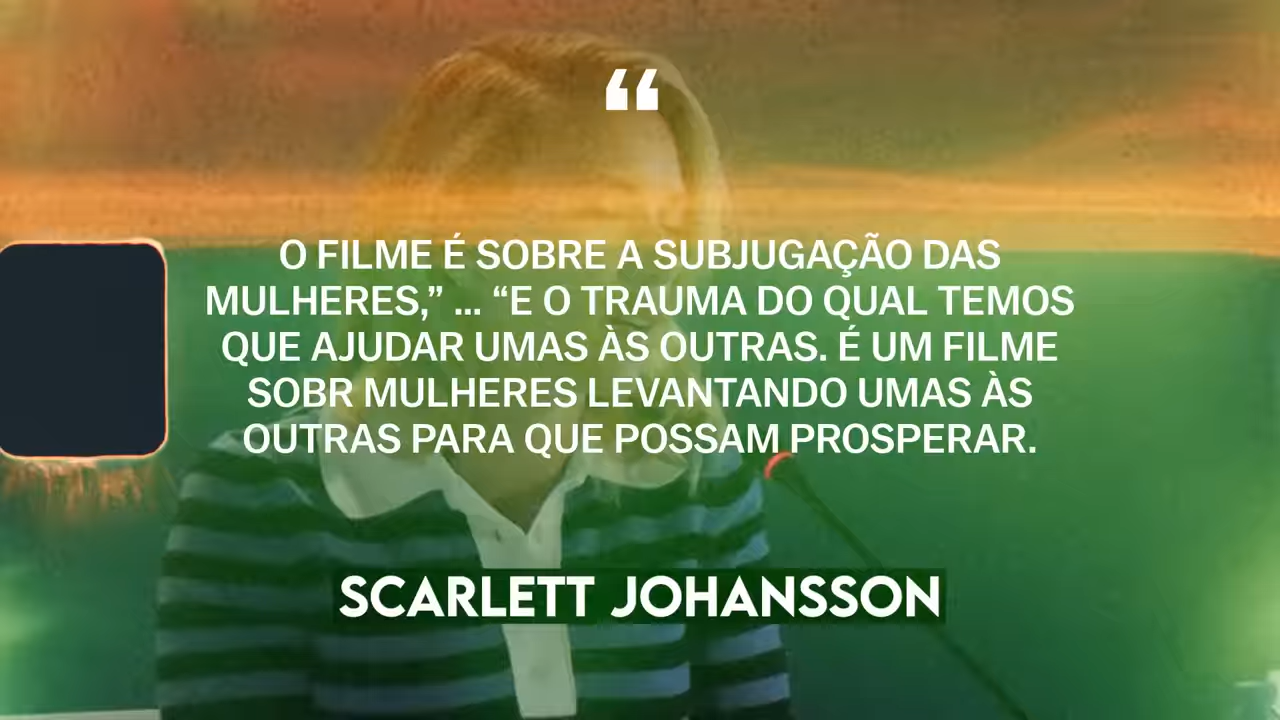 “
O FILME É SOBRE A SUBJUGAÇÃO DAS
MULHERES,” ... “E O TRAUMA DO QUAL TEMOS
QUE AJUDAR UMAS ÀS OUTRAS. É UM FILME
SOBR MULHERES LEVANTANDO UMAS ÀS
OUTRAS PARA QUE POSSAM PROSPERAR.
SCARLETT JOHANSSON